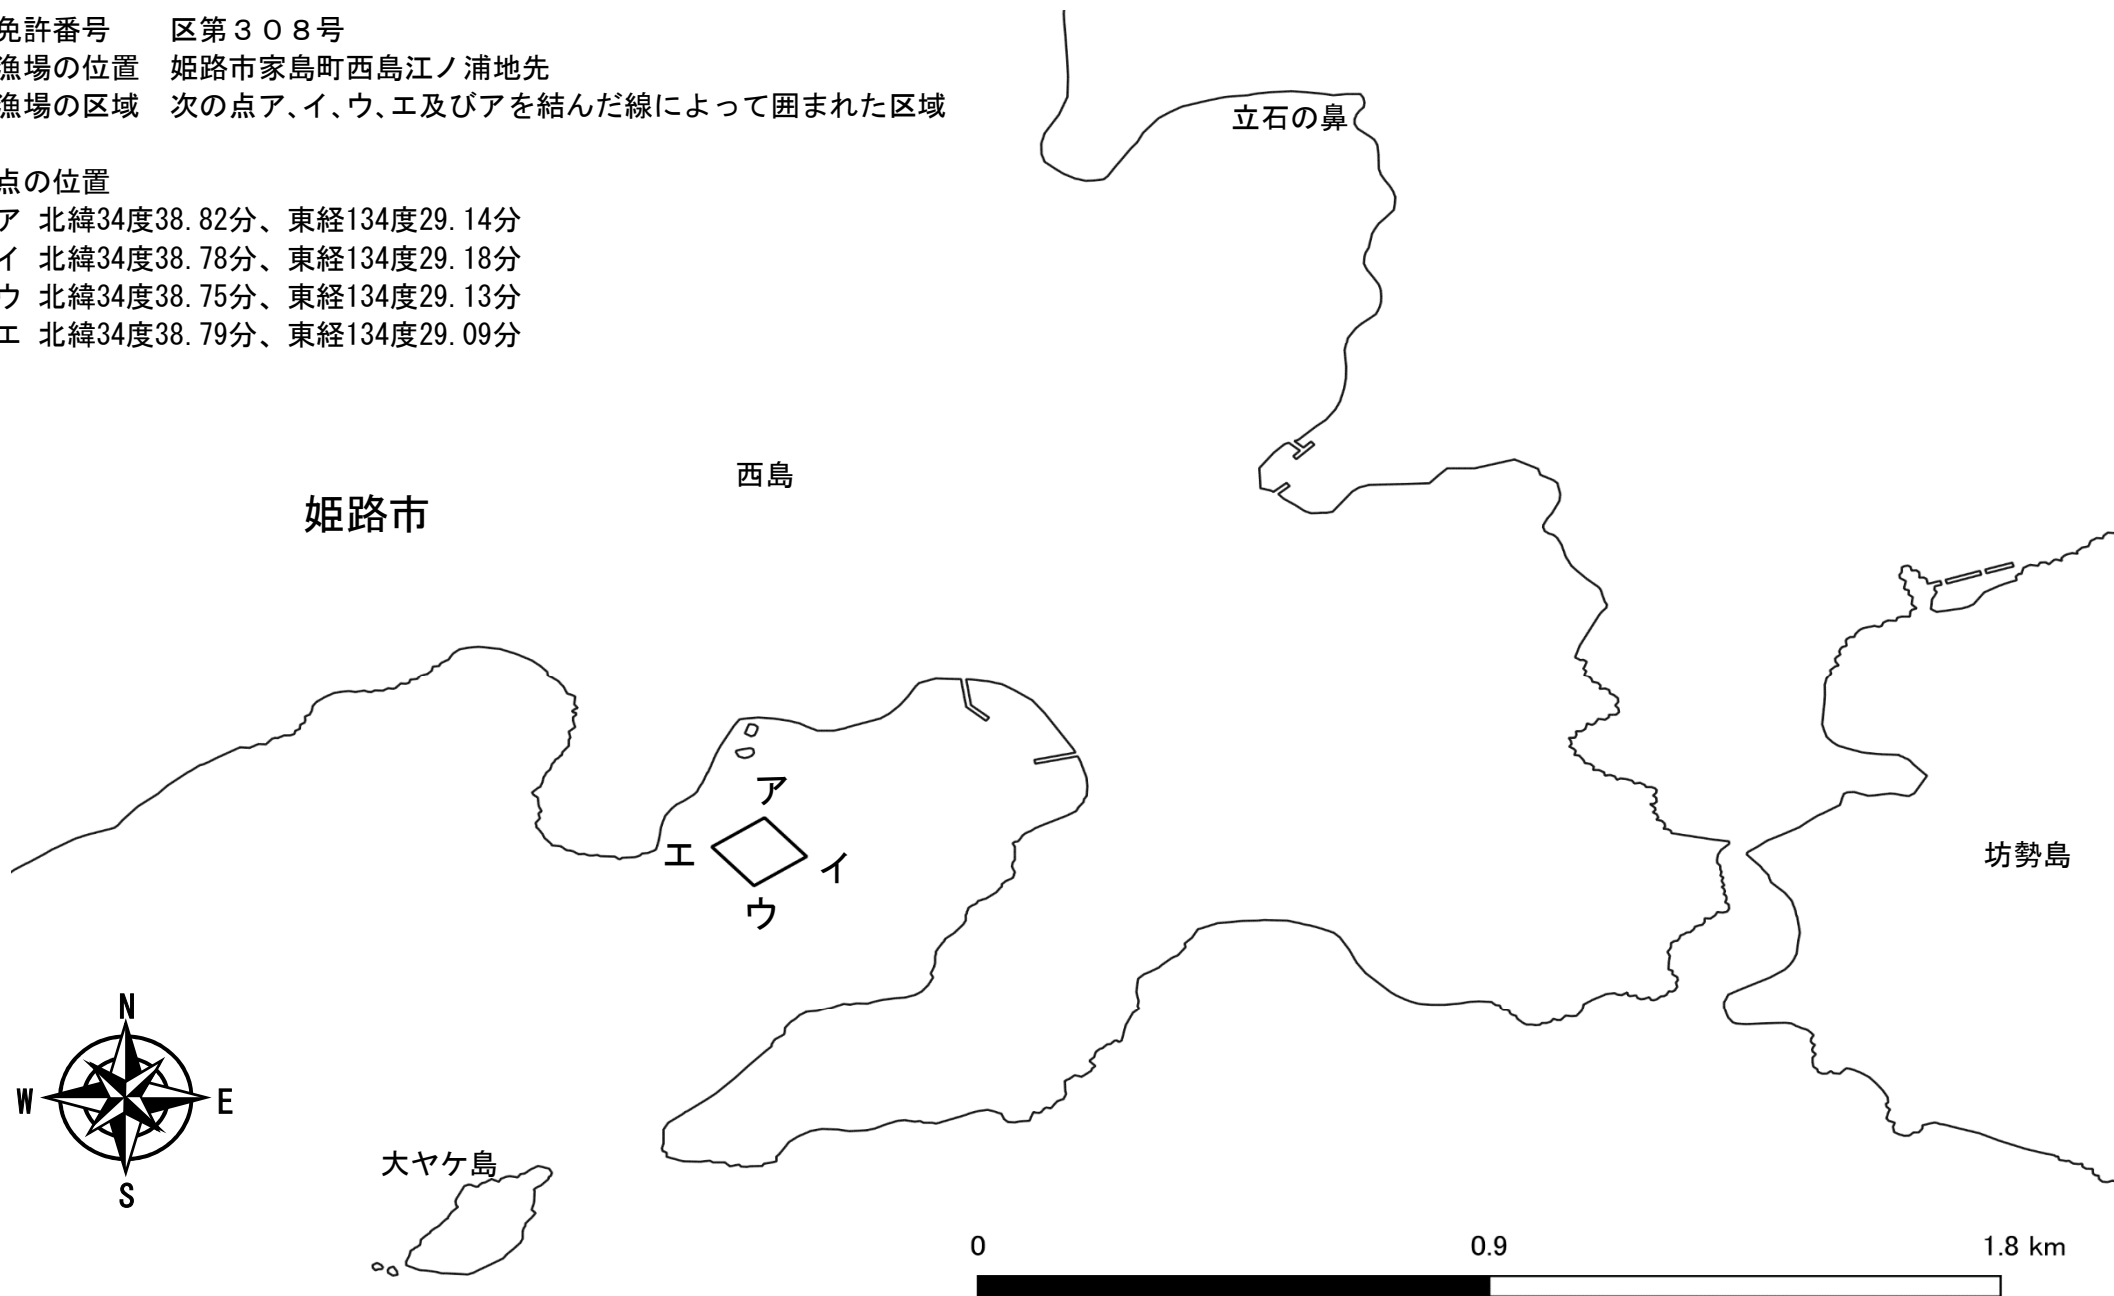 免許番号　　区第３０８号
漁場の位置　姫路市家島町西島江ノ浦地先
漁場の区域　次の点ア､イ､ウ､エ及びアを結んだ線によって囲まれた区域
点の位置
ア 北緯34度38.82分、東経134度29.14分
イ 北緯34度38.78分、東経134度29.18分
ウ 北緯34度38.75分、東経134度29.13分
エ 北緯34度38.79分、東経134度29.09分
立石の鼻
西島
姫路市
ア
エ
イ
ウ
坊勢島
N
W
E
S
大ヤケ島
0
0.9
1.8 km